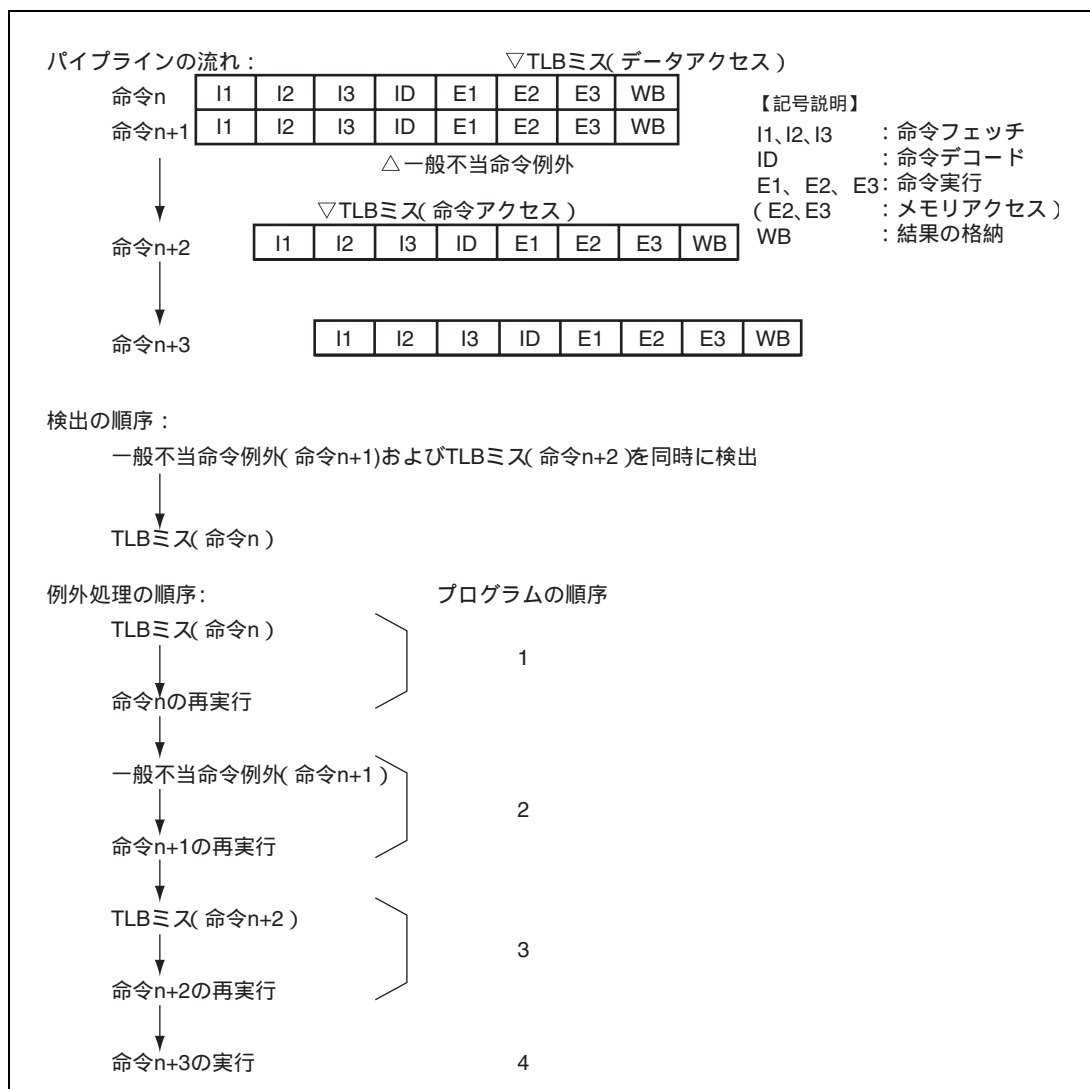 パイプラインの流れ： ▽TLBミス( データアクセス )
命令n I1 I2 I3 ID E1 E2 E3 WB
命令n+1 I1 I2 I3 ID E1 E2 E3 WB
△一般不当命令例外
▽TLBミス( 命令アクセス )
命令n+2 I1 I2 I3 ID E1 E2 E3 WB
命令n+3 I1 I2 I3 ID E1 E2 E3 WB
【記号説明】
I1、I2、I3 ：命令フェッチ
ID ：命令デコード
E1、E2、E3：命令実行
( E2、E3 ：メモリアクセス )
WB ：結果の格納
検出の順序：
一般不当命令例外( 命令n+1)およびTLBミス( 命令n+2 )を同時に検出
TLBミス( 命令n )
例外処理の順序: プログラムの順序
TLBミス( 命令n )
1
命令nの再実行
一般不当命令例外( 命令n+1 )
2
命令n+1の再実行
TLBミス( 命令n+2 )
3
命令n+2の再実行
命令n+3の実行 4